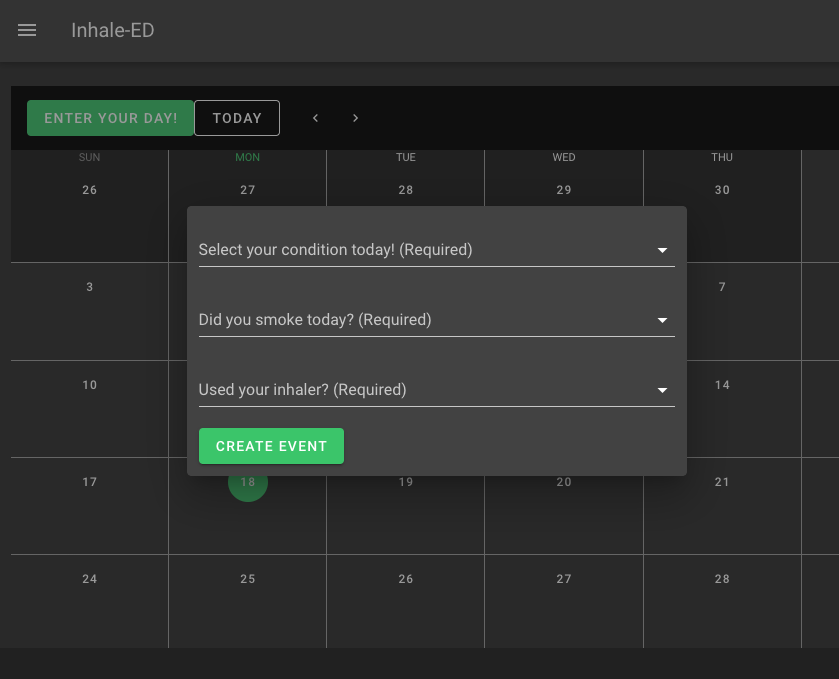 Inhale-ED
ENTER YOUR DAY! TODAY
SUN MON TUE WED THU
26 27 28 29 30
Select your condition today! (Required)
3 7
Did you smoke today? (Required)
10 14
Used your inhaler? (Required)
CREATE EVENT
17 18 19 20 21
24 25 26 27 28